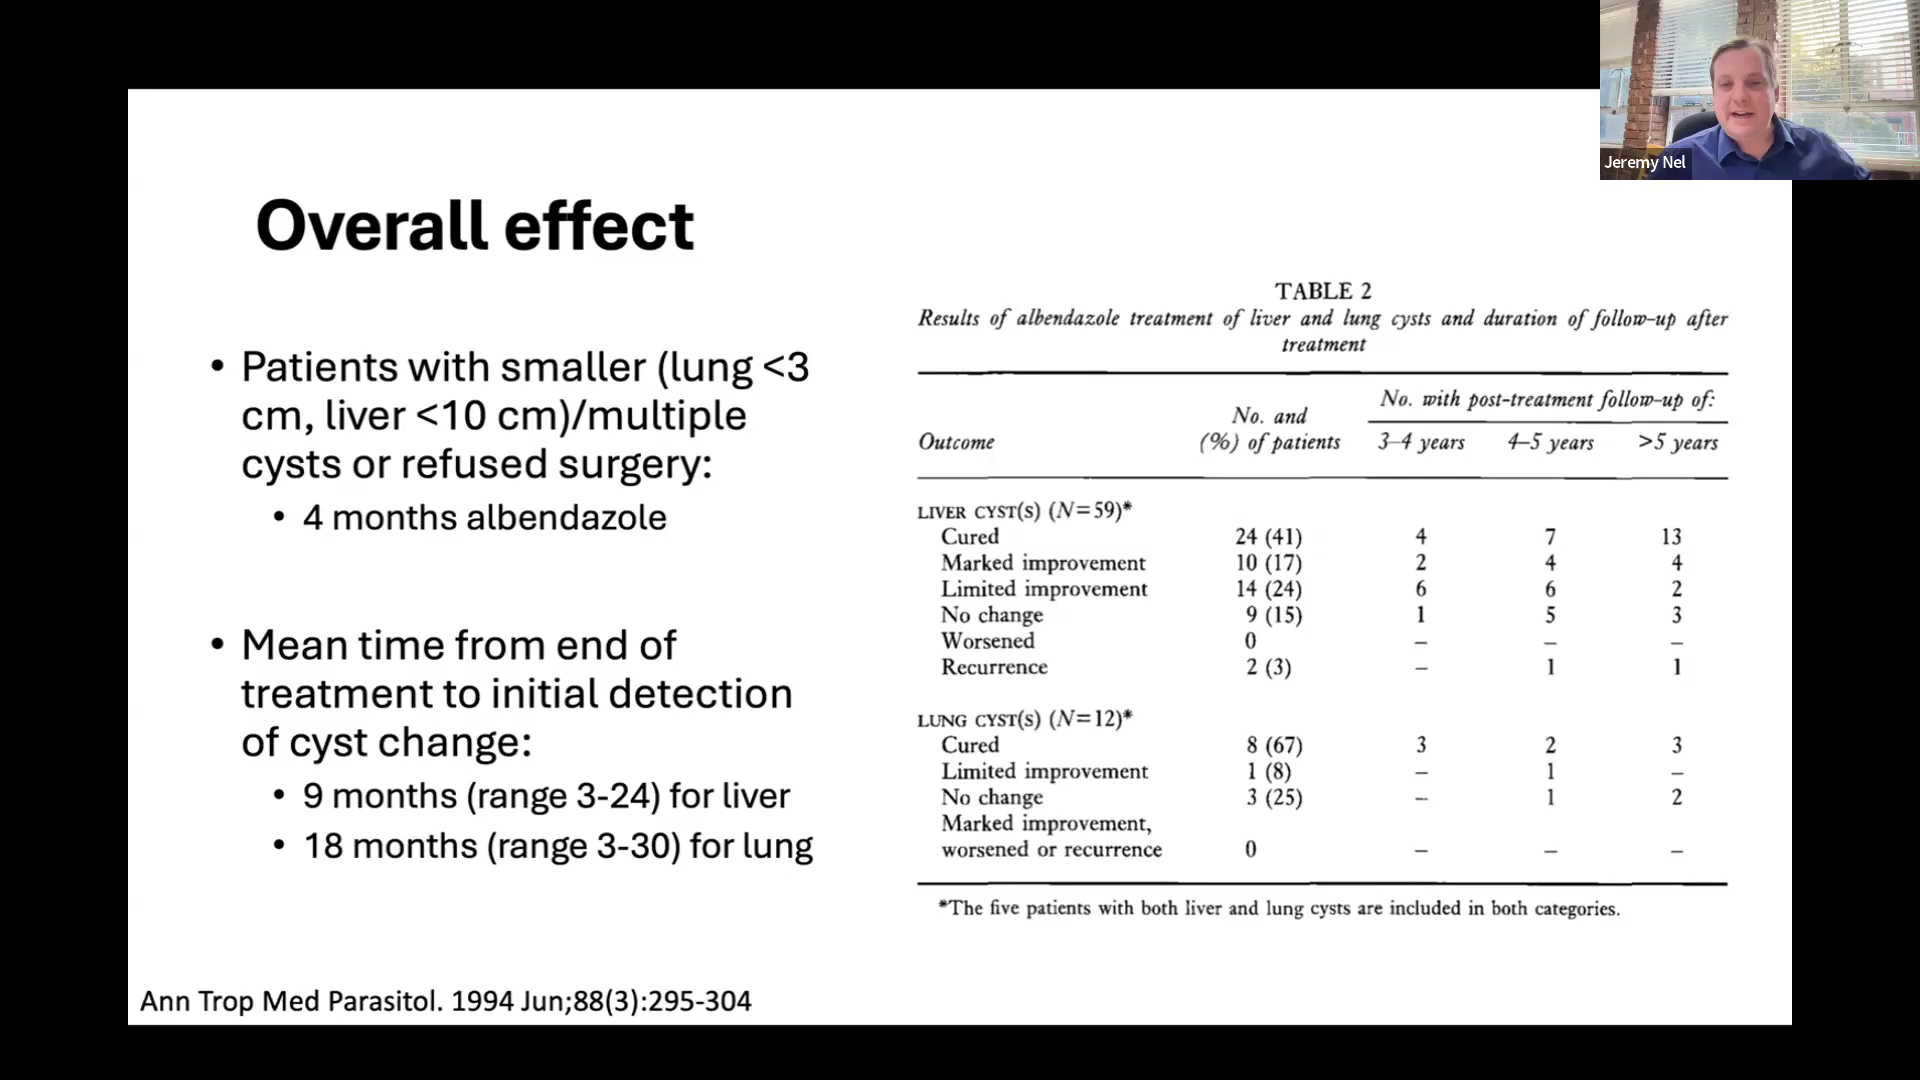 Jeremy Nel
Overall effect
• Patients with smaller (lung <3
cm, liver <10 cm)/multiple
cysts or refused surgery:
• 4 months albendazole
• Mean time from end of
treatment to initial detection
of cyst change:
• 9 months (range 3-24) for liver
• 18 months (range 3-30) for lung
TABLE 2
Results of albendazole treatment of liver and lung cysts and duration of follow-up after
treatment
No. with post-treatment follow-up of:
No. and
Outcome (%) of patients 3–4 years 4–5 years >5 years
LIVER CYST(S) (N=59)*
Cured 24 (41) 4 7 13
Marked improvement 10 (17) 2 4 4
Limited improvement 14 (24) 6 6 2
No change 9 (15) 1 5 3
Worsened 0 – – –
Recurrence 2 (3) – 1 1
LUNG CYST(S) (N=12)*
Cured 8 (67) 3 2 3
Limited improvement 1 (8) – 1 –
No change 3 (25) – 1 2
Marked improvement,
worsened or recurrence 0 – – –
*The five patients with both liver and lung cysts are included in both categories.
Ann Trop Med Parasitol. 1994 Jun;88(3):295-304